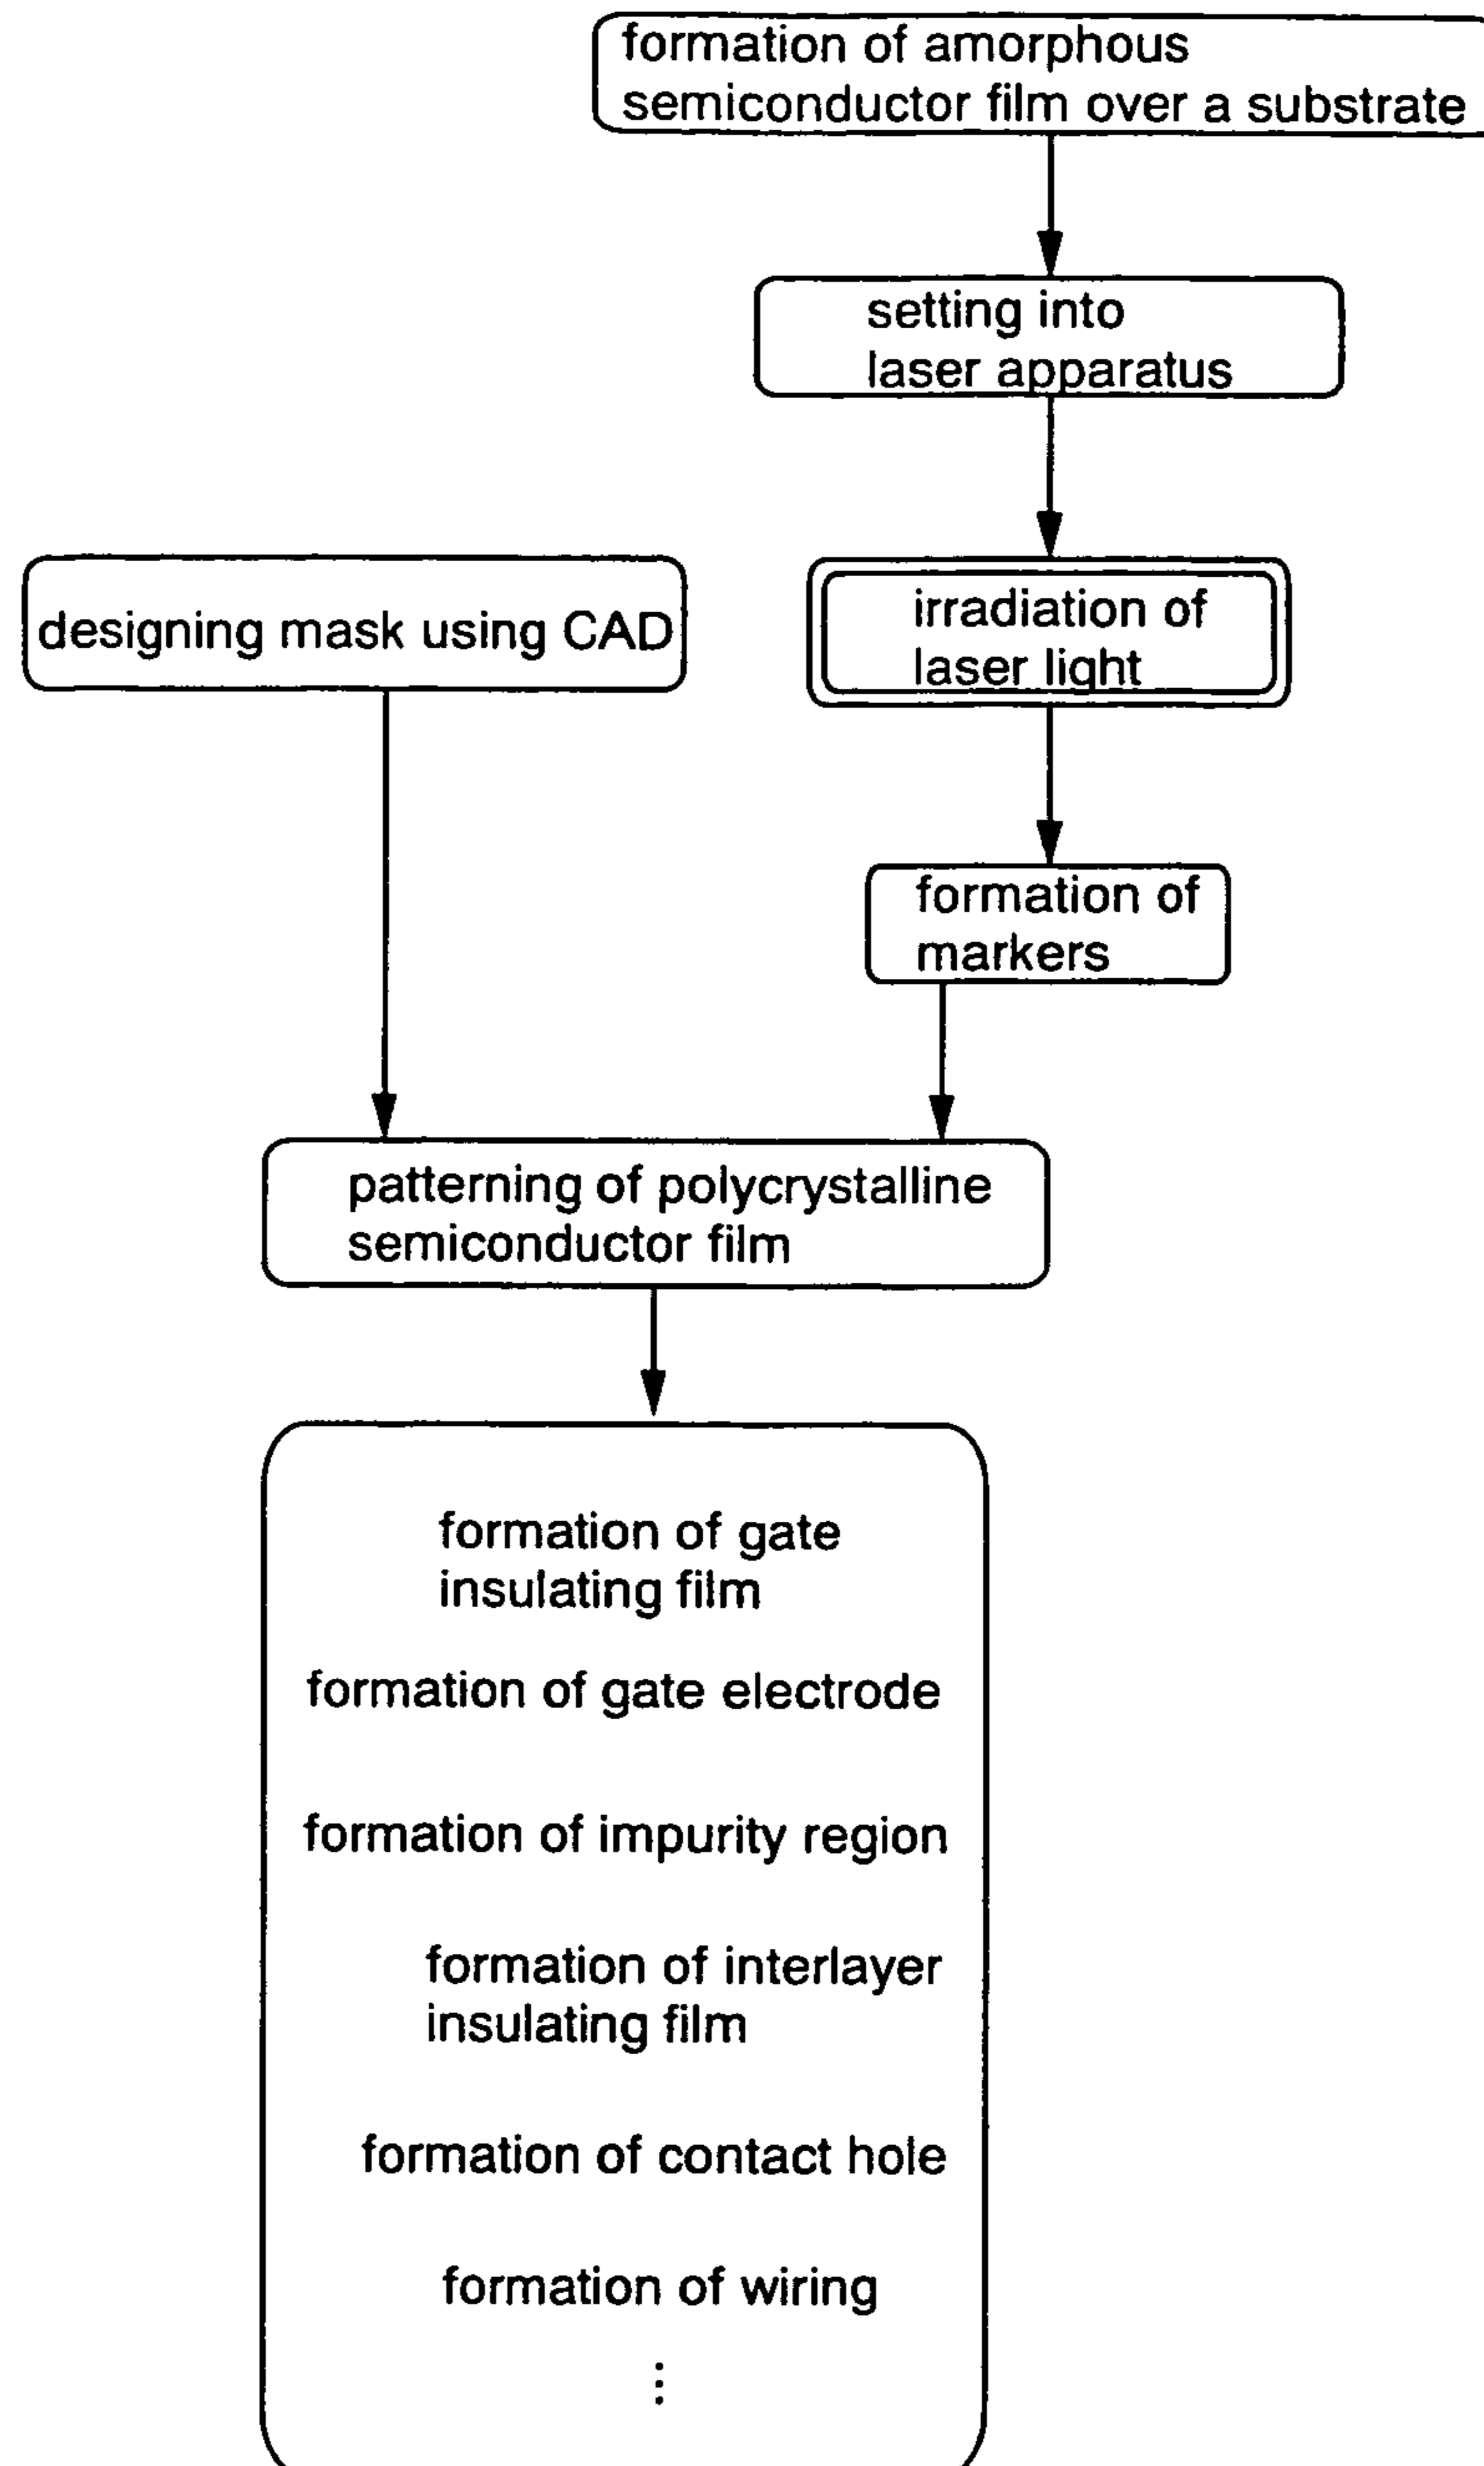 formation of amorphous
semiconductor film over a substrate
setting into
laser apparatus
designing mask using CAD
irradiation of
laser light
formation of
markers
patterning of polycrystalline
semiconductor film
formation of gate
insulating film
formation of gate electrode
formation of impurity region
formation of interlayer
insulating film
formation of contact hole
formation of wiring
⋮